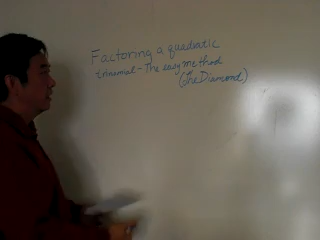 Factoring a quadratic
trinomial - The easy method
(The Diamond)